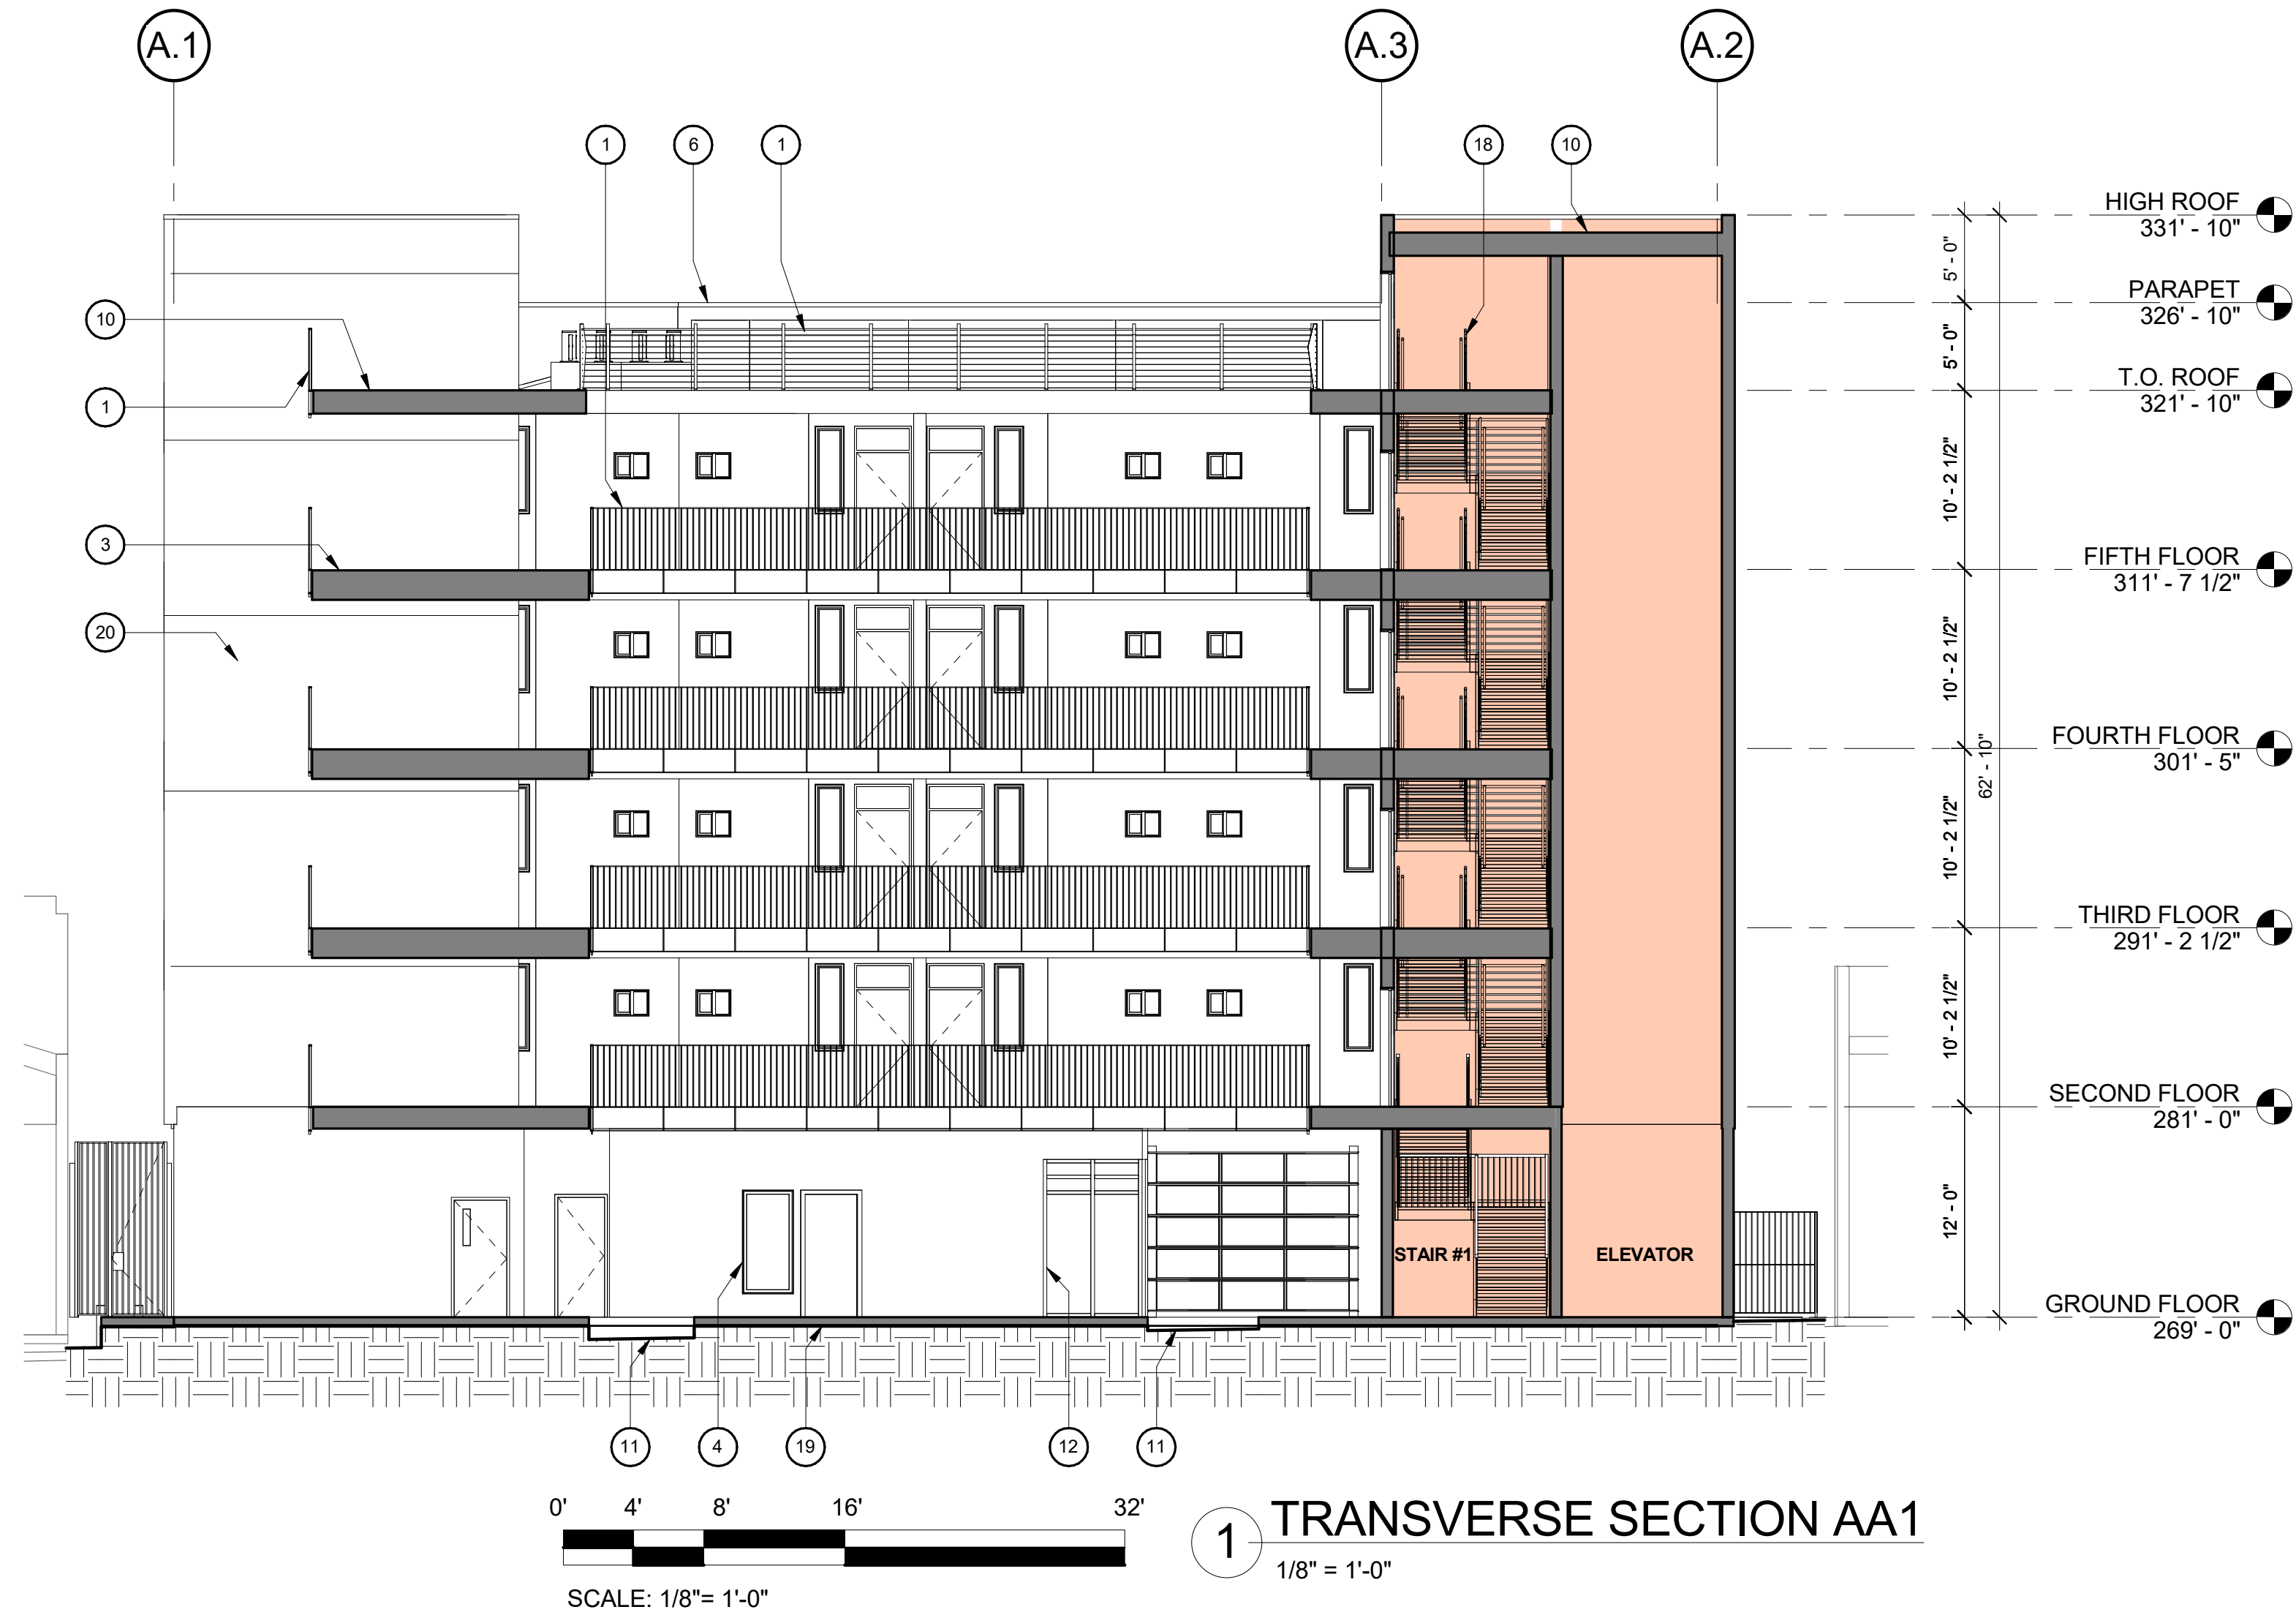 A.1
A.3
A.2
1
6
1
18
10
HIGH ROOF
331' - 10"
5' - 0"
PARAPET
326' - 10"
10
5' - 0"
T.O. ROOF
321' - 10"
1
10' - 2 1/2"
3
FIFTH FLOOR
311' - 7 1/2"
20
10' - 2 1/2"
FOURTH FLOOR
301' - 5"
62' - 10"
10' - 2 1/2"
THIRD FLOOR
291' - 2 1/2"
10' - 2 1/2"
SECOND FLOOR
281' - 0"
12' - 0"
STAIR #1
ELEVATOR
GROUND FLOOR
269' - 0"
11
4
19
12
11
0' 4' 8' 16' 32'
SCALE: 1/8"= 1'-0"
1
TRANSVERSE SECTION AA1
1/8" = 1'-0"